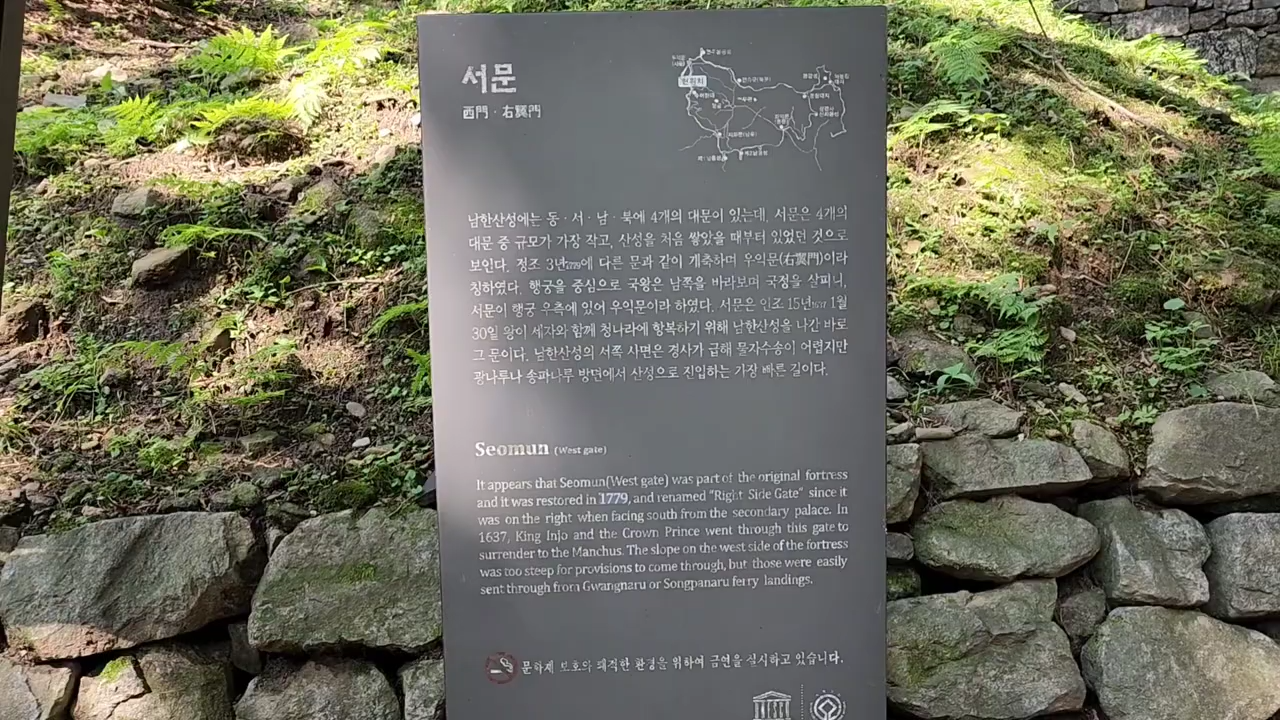 서문
西門 · 右翼門
현위치
남한산성에는 동 · 서 · 남 · 북에 4개의 대문이 있는데, 서문은 4개의
대문 중 규모가 가장 작고, 산성을 처음 쌓았을 때부터 있었던 것으로
보인다. 정조 3년1779에 다른 문과 같이 개축하며 우익문(右翼門)이라
칭하였다. 행궁을 중심으로 국왕은 남쪽을 바라보며 국정을 살피니,
서문이 행궁 우측에 있어 우익문이라 하였다. 서문은 인조 15년1637 1월
30일 왕이 세자와 함께 청나라에 항복하기 위해 남한산성을 나간 바로
그 문이다. 남한산성의 서쪽 사면은 경사가 급해 물자수송이 어렵지만
광나루나 송파나루 방면에서 산성으로 진입하는 가장 빠른 길이다.
Seomun (West gate)
It appears that Seomun(West gate) was part of the original fortress
and it was restored in 1779, and renamed "Right Side Gate" since it
was on the right when facing south from the secondary palace. In
1637, King Injo and the Crown Prince went through this gate to
surrender to the Manchus. The slope on the west side of the fortress
was too steep for provisions to come through, but those were easily
sent through from Gwangnaru or Songpanaru ferry landings.
문화재 보호와 쾌적한 환경을 위하여 금연을 실시하고 있습니다.